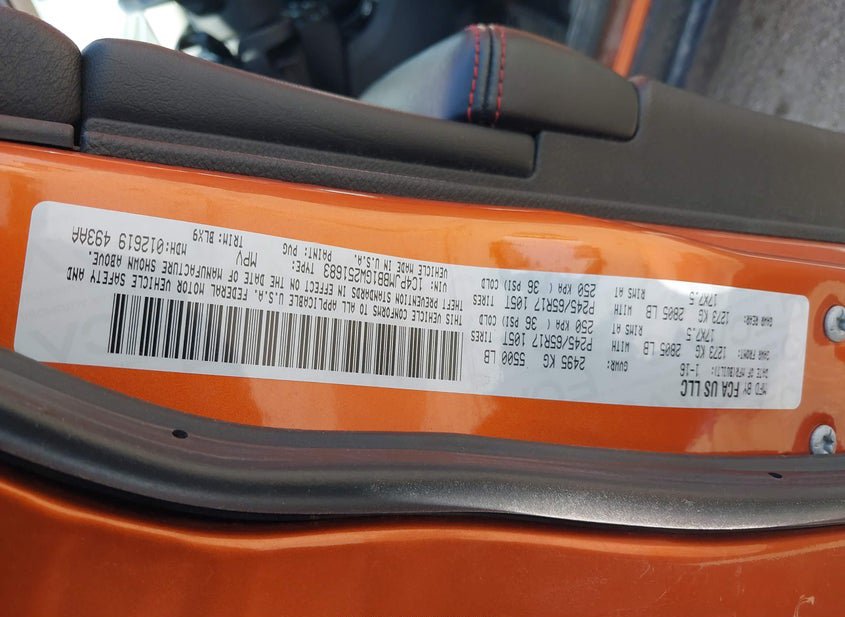 MFD BY FCA US LLC
DATE OF MFR(BUILT): 1-16 GVWR: 2495 KG 5500 LB
GAWR FRONT: 1273 KG 2805 LB WITH P245/65R17 105T TIRES
17X7.5 RIMS AT 250 KPA ( 36 PSI) COLD
GAWR REAR: 1273 KG 2805 LB WITH P245/65R17 105T TIRES
17X7.5 RIMS AT 250 KPA ( 36 PSI) COLD
THIS VEHICLE CONFORMS TO ALL APPLICABLE U.S.A. FEDERAL MOTOR VEHICLE SAFETY AND
THEFT PREVENTION STANDARDS IN EFFECT ON THE DATE OF MANUFACTURE SHOWN ABOVE.
VIN: 1C4PJMBB1GW251683 TYPE: MPV MDH:012619 493AA
VEHICLE MADE IN U.S.A. PAINT: PVG TRIM: BLX9